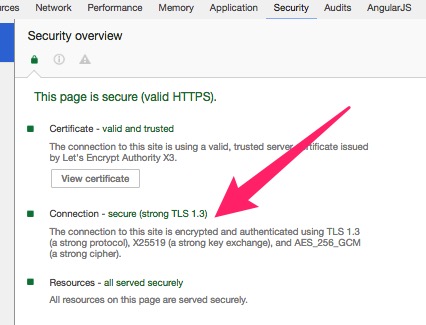 urces Network Performance Memory Application Security Audits AngularJS
Security overview
This page is secure (valid HTTPS).
Certificate - valid and trusted
The connection to this site is using a valid, trusted server certificate issued
by Let's Encrypt Authority X3.
View certificate
Connection - secure (strong TLS 1.3)
The connection to this site is encrypted and authenticated using TLS 1.3
(a strong protocol), X25519 (a strong key exchange), and AES_256_GCM
(a strong cipher).
Resources - all served securely
All resources on this page are served securely.